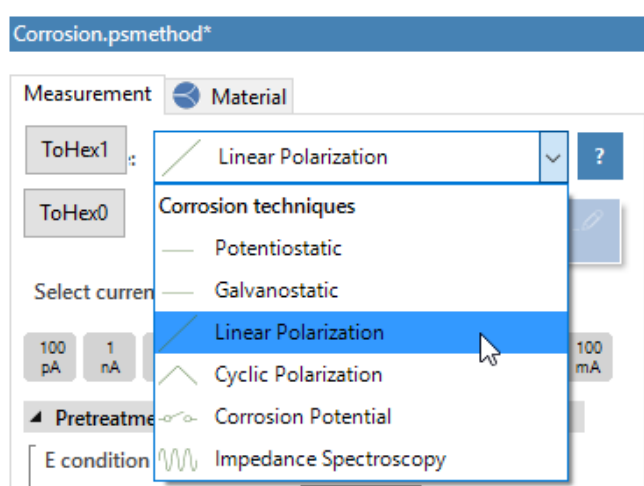 Corrosion.psmethod*
Measurement Material
ToHex1 : Linear Polarization ?
ToHex0
Corrosion techniques
Potentiostatic
Select curren Galvanostatic
Linear Polarization
100 pA 1 nA 100 mA
Cyclic Polarization
Pretreatme Corrosion Potential
E condition Impedance Spectroscopy